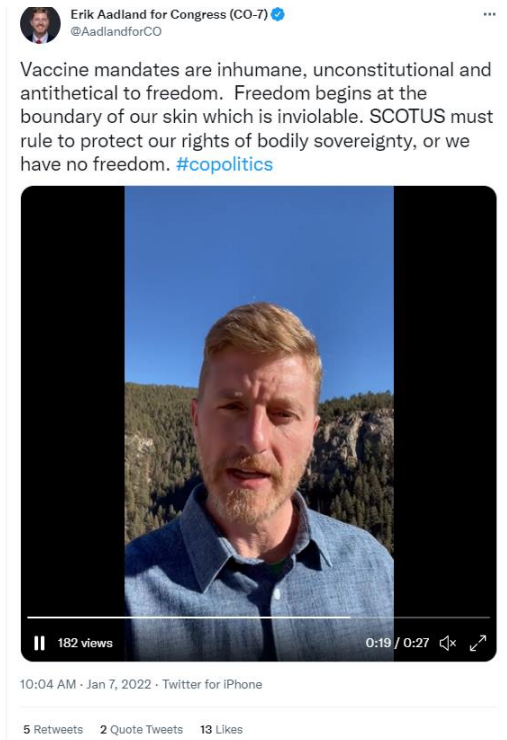 Erik Aadland for Congress (CO-7)
@AadlandforCO
Vaccine mandates are inhumane, unconstitutional and
antithetical to freedom.  Freedom begins at the
boundary of our skin which is inviolable. SCOTUS must
rule to protect our rights of bodily sovereignty, or we
have no freedom. #copolitics
182 views 0:19 / 0:27
10:04 AM · Jan 7, 2022 · Twitter for iPhone
5 Retweets 2 Quote Tweets 13 Likes